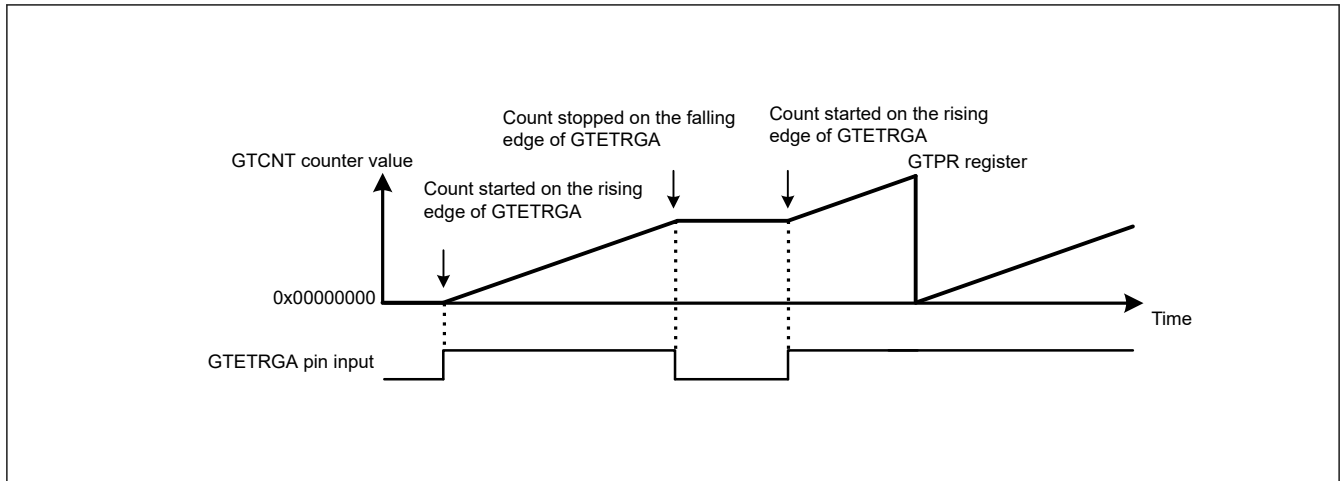 Count stopped on the falling
edge of GTETRGA
Count started on the rising
edge of GTETRGA
GTCNT counter value
GTPR register
Count started on the rising
edge of GTETRGA
0x00000000
Time
GTETRGA pin input